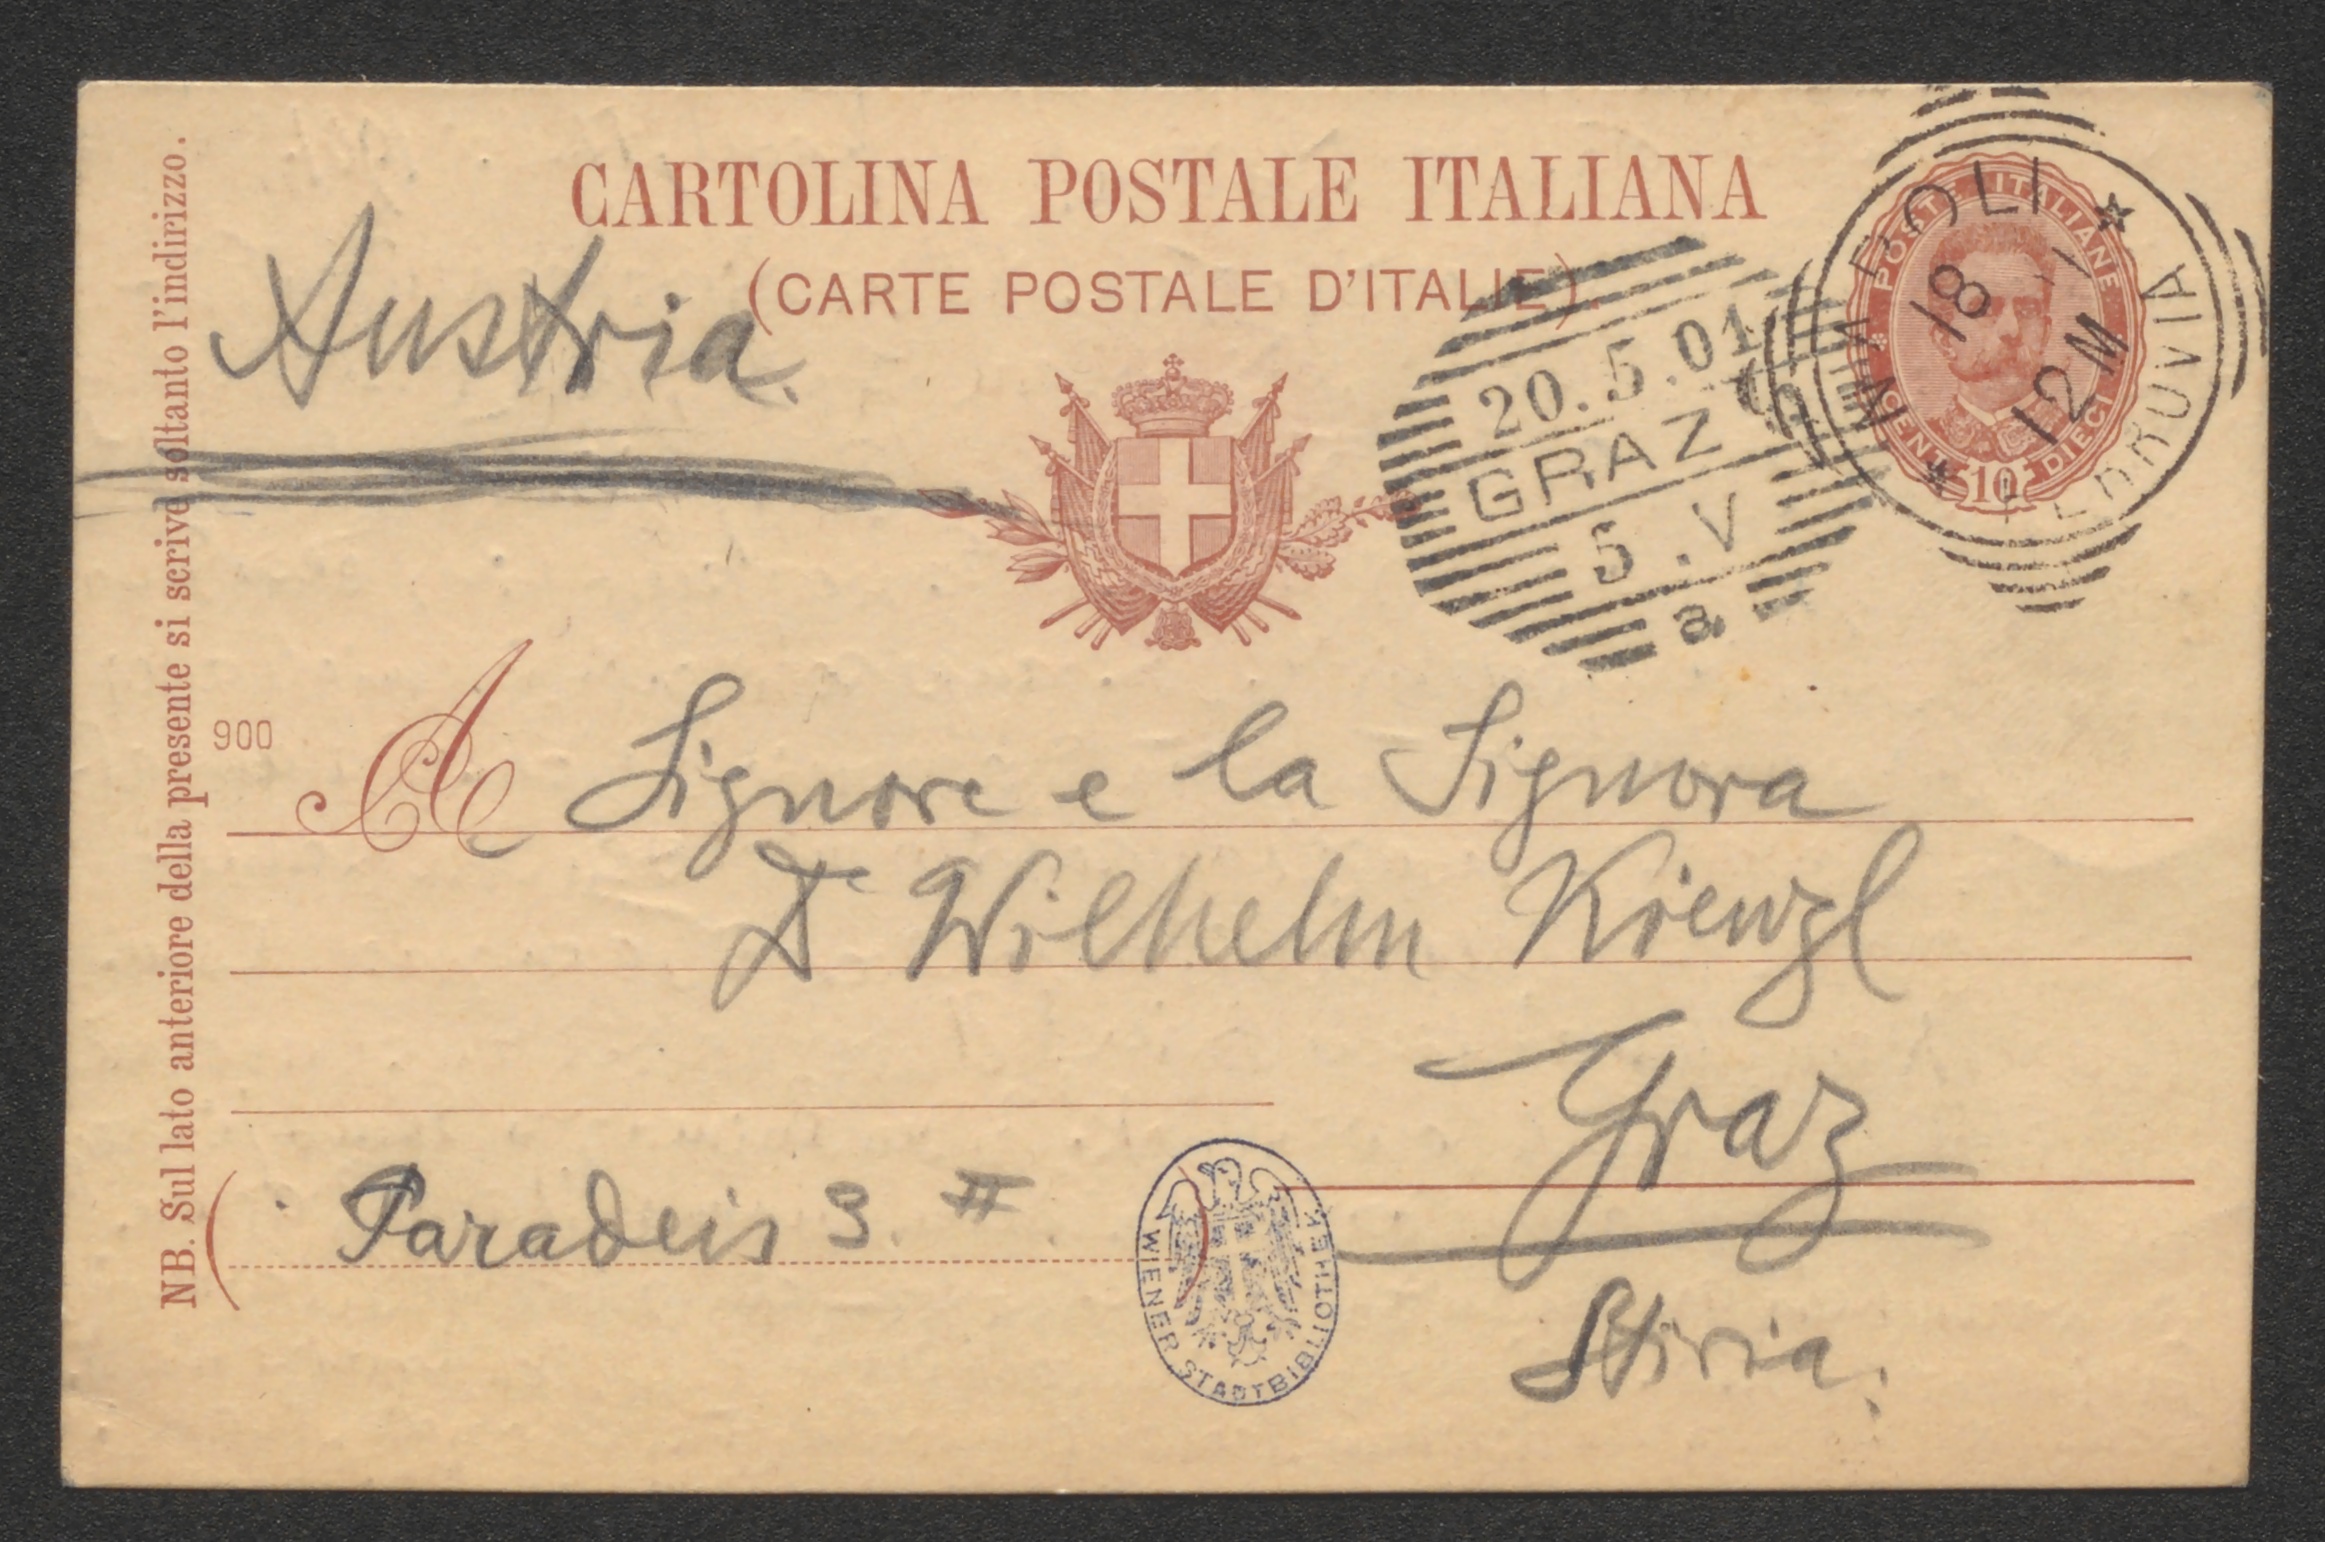 CARTOLINA POSTALE ITALIANA
(CARTE POSTALE D'ITALIE).
Austria.
POSTE ITALIANE
CENT. 10 DIECI
POLI
18
12 M
FERRUVIA
20.5.01
GRAZ
5.V
a
NB. Sul lato anteriore della presente si scrive soltanto l'indirizzo.
900
A Signore e la Signora
Dr Wilhelm Kienzl
Graz
Paradeis 3. II
Stiria.
WIENER STADTBIBLIOTHEK